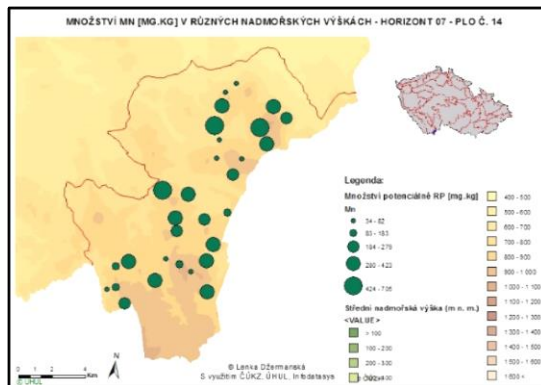 MNOŽSTVÍ MN [MG.KG] V RŮZNÝCH NADMOŘSKÝCH VÝŠKÁCH - HORIZONT 07 - PLO Č. 14
Legenda:
Množství potenciálně RP [mg.kg]
Mn
34 - 82
83 - 183
184 - 279
280 - 423
424 - 705
Střední nadmořská výška (m n. m.)
<VALUE>
> 100
100 - 200
200 - 300
400 - 500
500 - 600
600 - 700
700 - 800
800 - 900
900 - 1 000
1 000 - 1 100
1 100 - 1 200
1 200 - 1 300
1 300 - 1 400
1 400 - 1 500
1 500 - 1 600
1 600 +
0 2 4 Km
N
© ÚHÚL
© Lenka Džermanská
S využitím ČÚKZ, ÚHÚL,